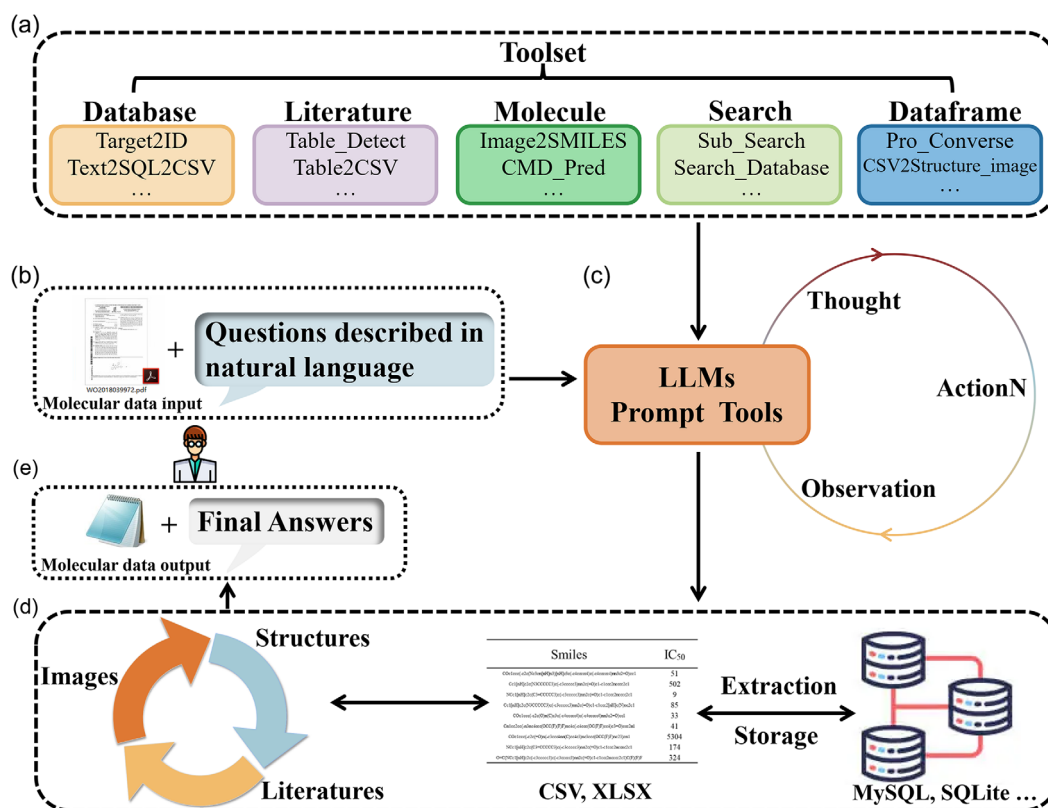 (a)
Toolset
Database
Literature
Molecule
Search
Dataframe
Target2ID
Text2SQL2CSV
...
Table_Detect
Table2CSV
...
Image2SMILES
CMD_Pred
...
Sub_Search
Search_Database
...
Pro_Converse
CSV2Structure_image
...
(b)
+
Questions described in
natural language
WO2018039972.pdf
Molecular data input
(c)
LLMs
Prompt Tools
Thought
ActionN
Observation
(e)
+
Final Answers
Molecular data output
(d)
Images
Structures
Literatures
Smiles
IC50
51
502
9
85
33
41
5304
174
324
CSV, XLSX
Extraction
Storage
MySQL, SQLite ...